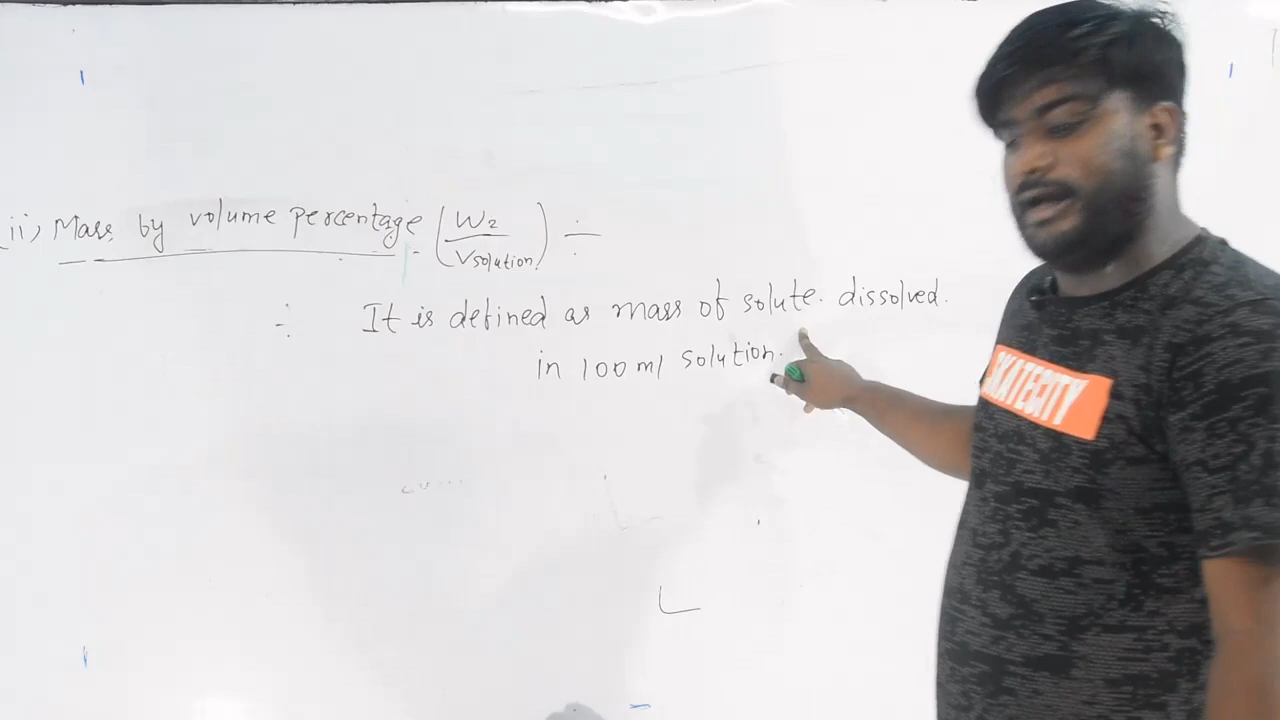 (ii) Mass by volume percentage (W2/Vsolution) ÷
÷ It is defined as mass of solute. dissolved.
in 100 ml solution.
SKATECITY